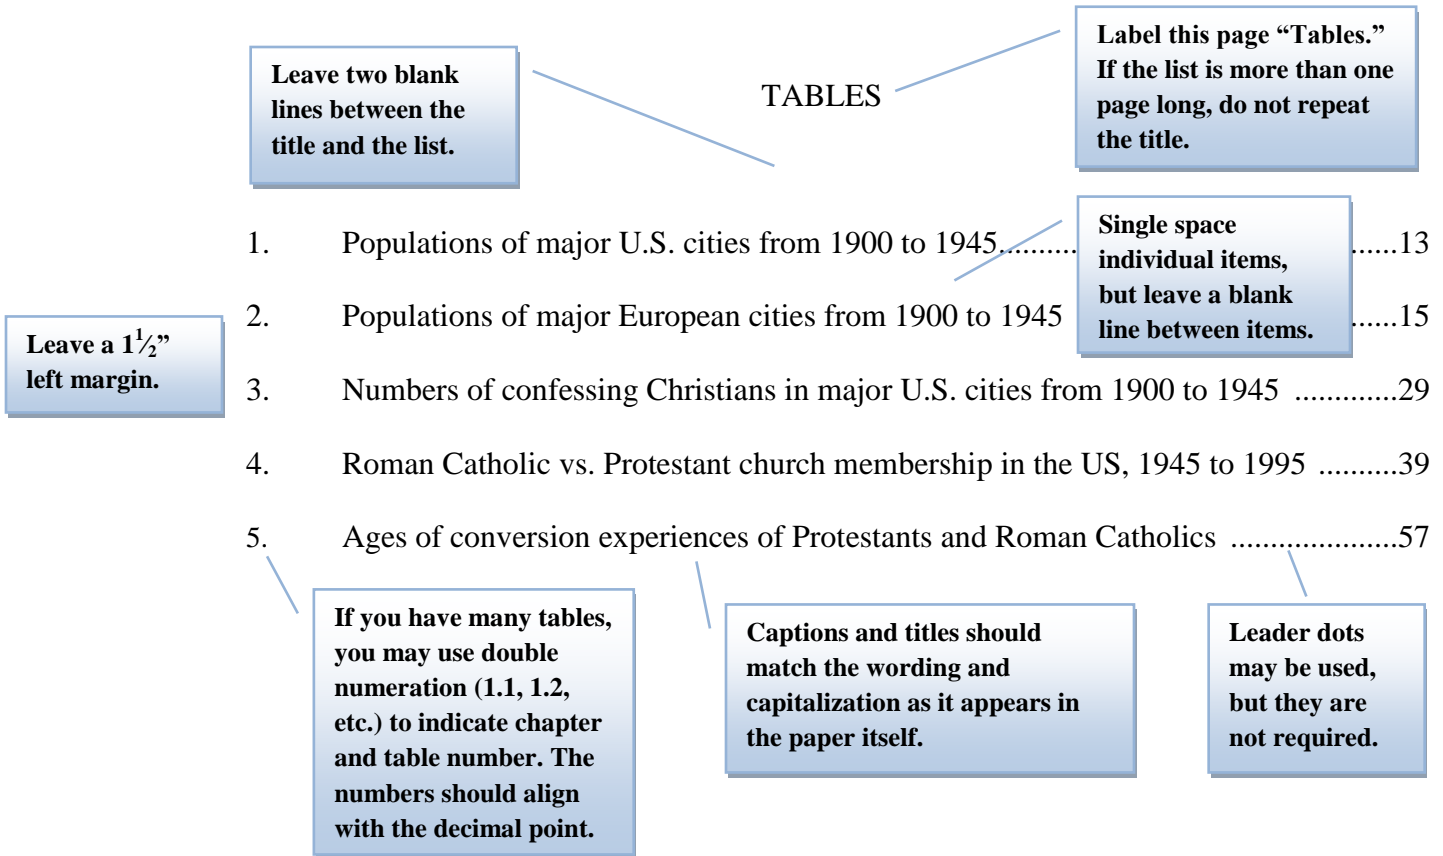 Leave two blank
lines between the
title and the list.
TABLES
Label this page “Tables.”
If the list is more than one
page long, do not repeat
the title.
1. Populations of major U.S. cities from 1900 to 1945.......... ......13
Single space
individual items,
but leave a blank
line between items.
2. Populations of major European cities from 1900 to 1945 ......15
Leave a 1½”
left margin.
3. Numbers of confessing Christians in major U.S. cities from 1900 to 1945 .............29
4. Roman Catholic vs. Protestant church membership in the US, 1945 to 1995 ..........39
5. Ages of conversion experiences of Protestants and Roman Catholics .....................57
If you have many tables,
you may use double
numeration (1.1, 1.2,
etc.) to indicate chapter
and table number. The
numbers should align
with the decimal point.
Captions and titles should
match the wording and
capitalization as it appears in
the paper itself.
Leader dots
may be used,
but they are
not required.